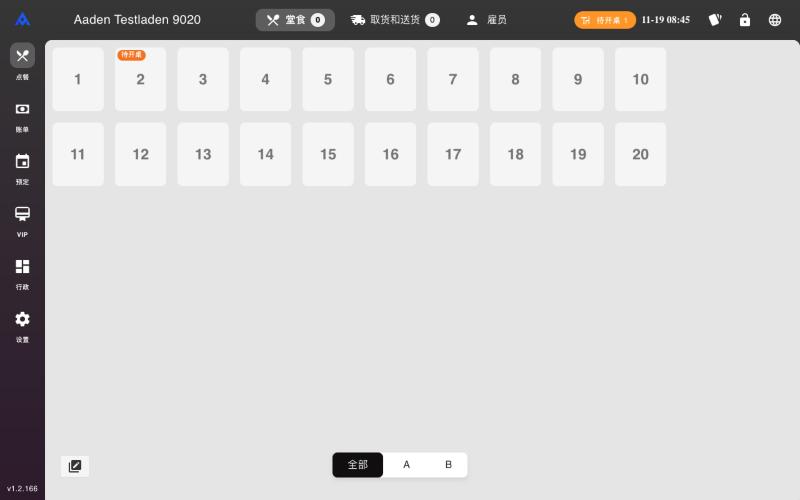 Aaden Testladen 9020 堂食 0 取货和送货 0 雇员 待开桌 1 11-19 08:45
点餐
账单
预定
VIP
行政
设置
v1.2.166
待开桌
1 2 3 4 5 6 7 8 9 10
11 12 13 14 15 16 17 18 19 20
全部 A B